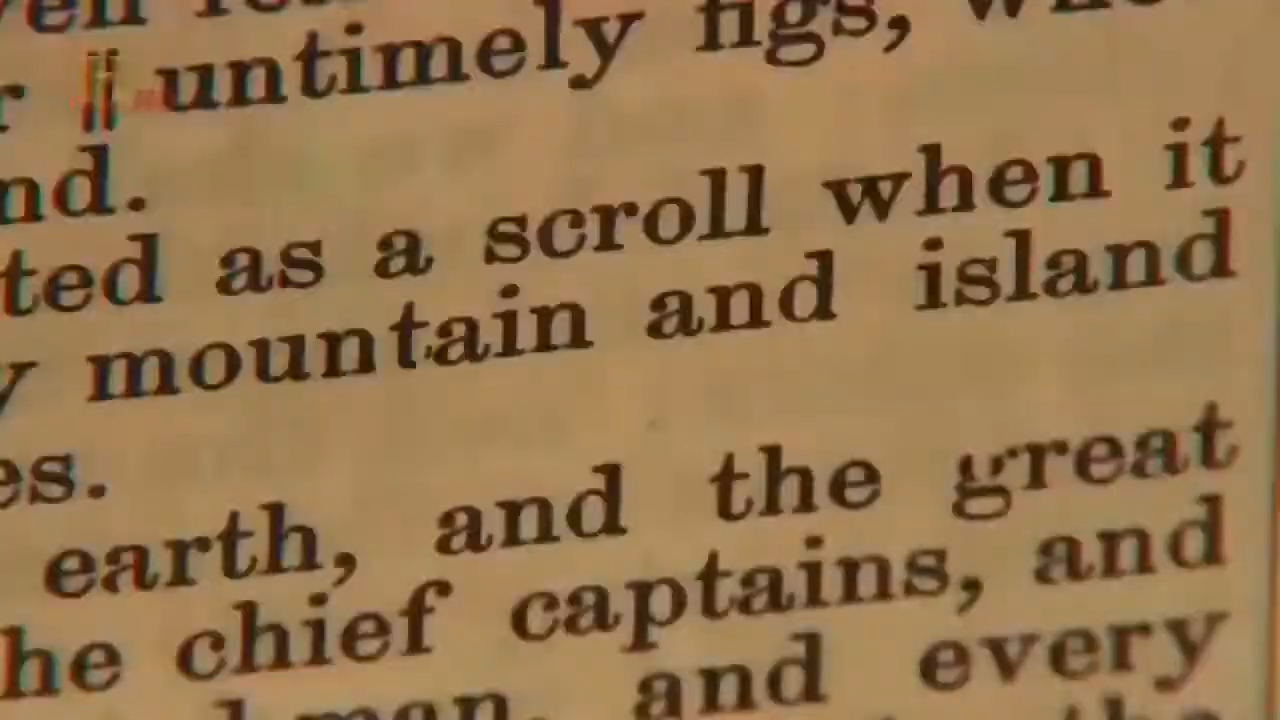 untimely figs,
nd.
ted as a scroll when it
y mountain and island
es.
earth, and the great
he chief captains, and
man, and every
the